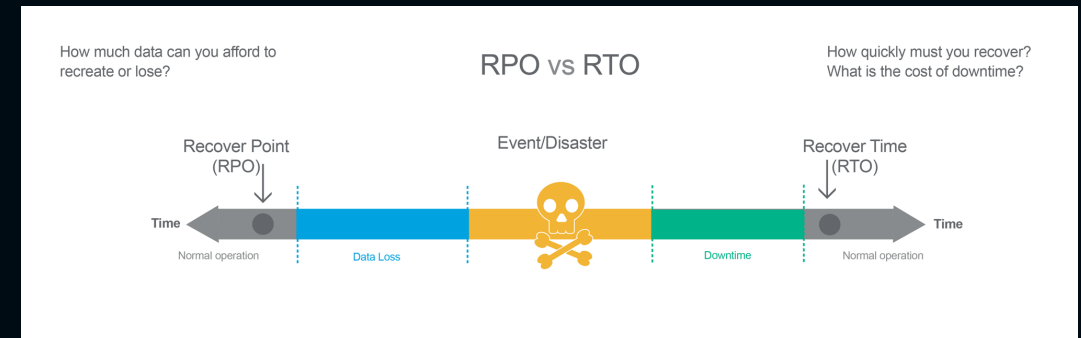 How much data can you afford to
recreate or lose?
RPO vs RTO
How quickly must you recover?
What is the cost of downtime?
Recover Point
(RPO)
Event/Disaster
Recover Time
(RTO)
Time
Time
Normal operation
Data Loss
Downtime
Normal operation